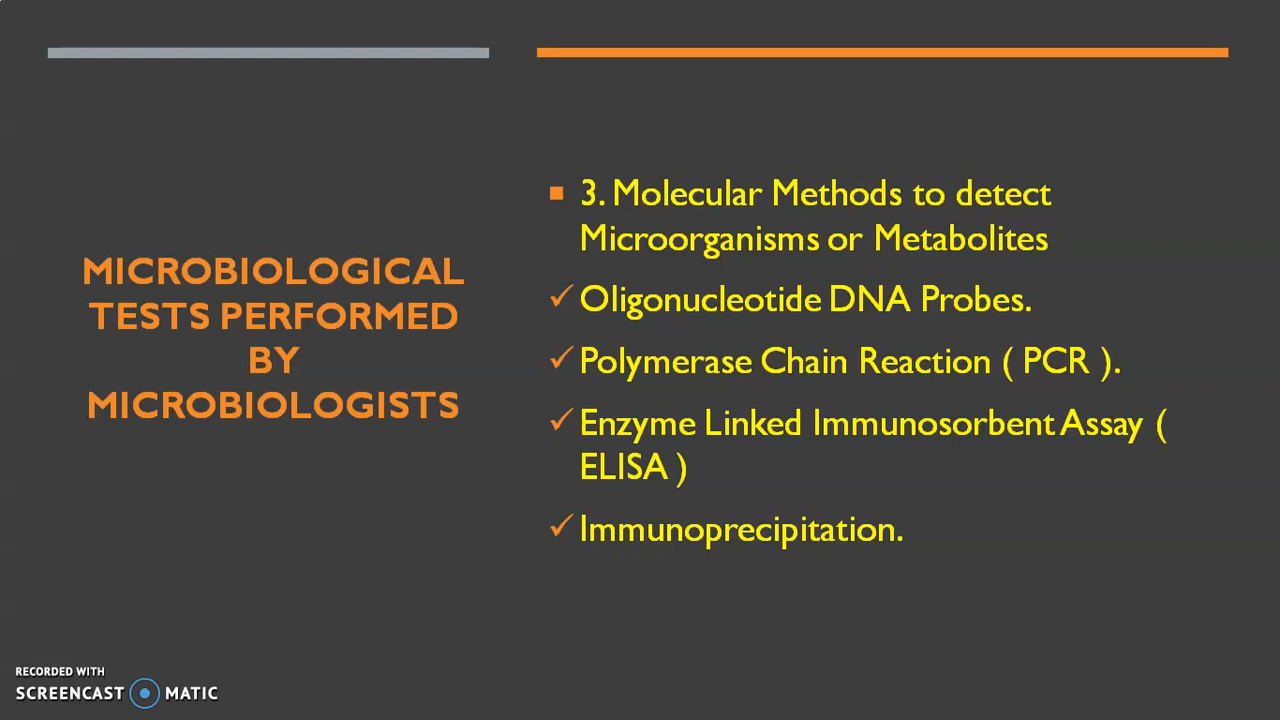 MICROBIOLOGICAL
TESTS PERFORMED
BY
MICROBIOLOGISTS
3. Molecular Methods to detect
Microorganisms or Metabolites
Oligonucleotide DNA Probes.
Polymerase Chain Reaction ( PCR ).
Enzyme Linked Immunosorbent Assay (
ELISA )
Immunoprecipitation.
RECORDED WITH
SCREENCAST MATIC